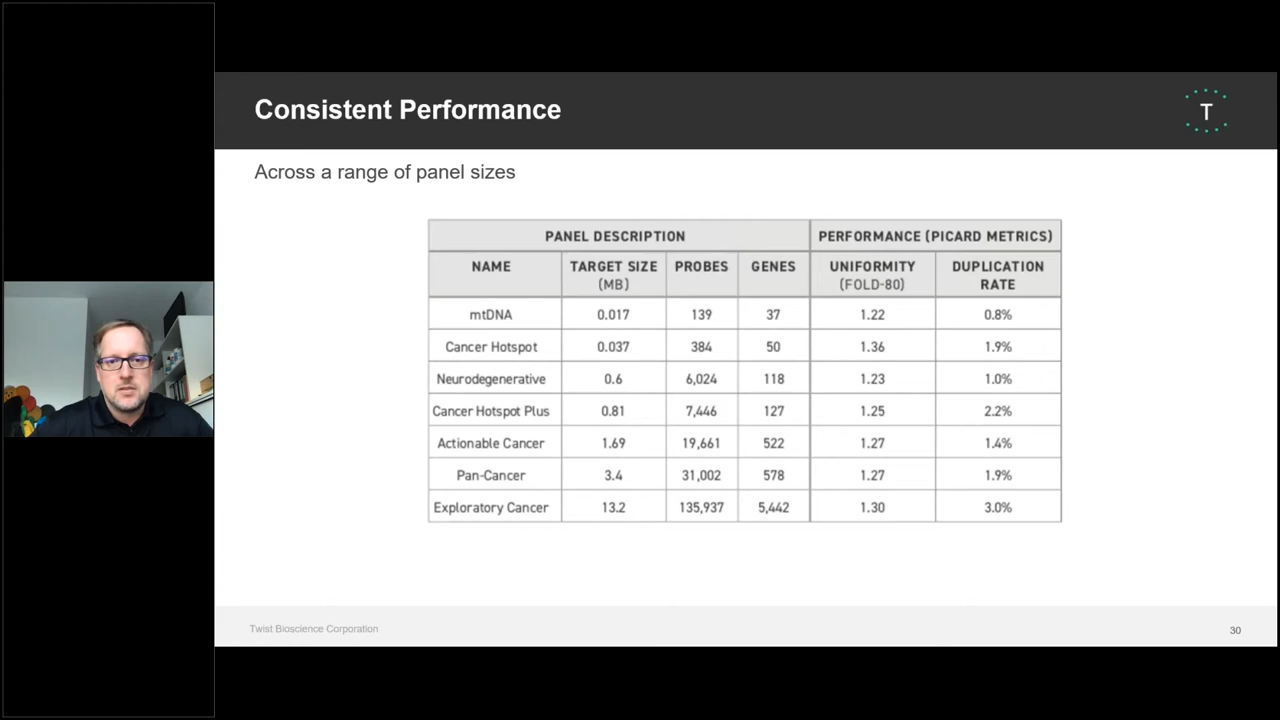 Consistent Performance
T
Across a range of panel sizes
PANEL DESCRIPTION PERFORMANCE (PICARD METRICS)
NAME TARGET SIZE (MB) PROBES GENES UNIFORMITY (FOLD-80) DUPLICATION RATE
mtDNA 0.017 139 37 1.22 0.8%
Cancer Hotspot 0.037 384 50 1.36 1.9%
Neurodegenerative 0.6 6,024 118 1.23 1.0%
Cancer Hotspot Plus 0.81 7,446 127 1.25 2.2%
Actionable Cancer 1.69 19,661 522 1.27 1.4%
Pan-Cancer 3.4 31,002 578 1.27 1.9%
Exploratory Cancer 13.2 135,937 5,442 1.30 3.0%
Twist Bioscience Corporation 30